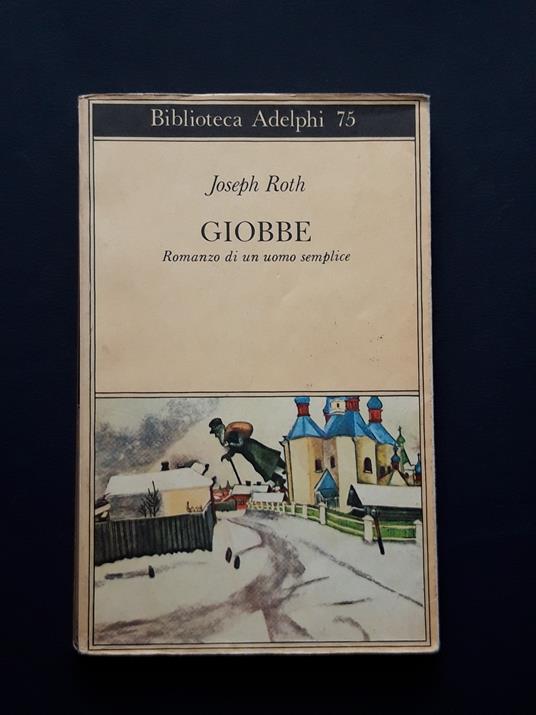 Biblioteca Adelphi 75
Joseph Roth
GIOBBE
Romanzo di un uomo semplice